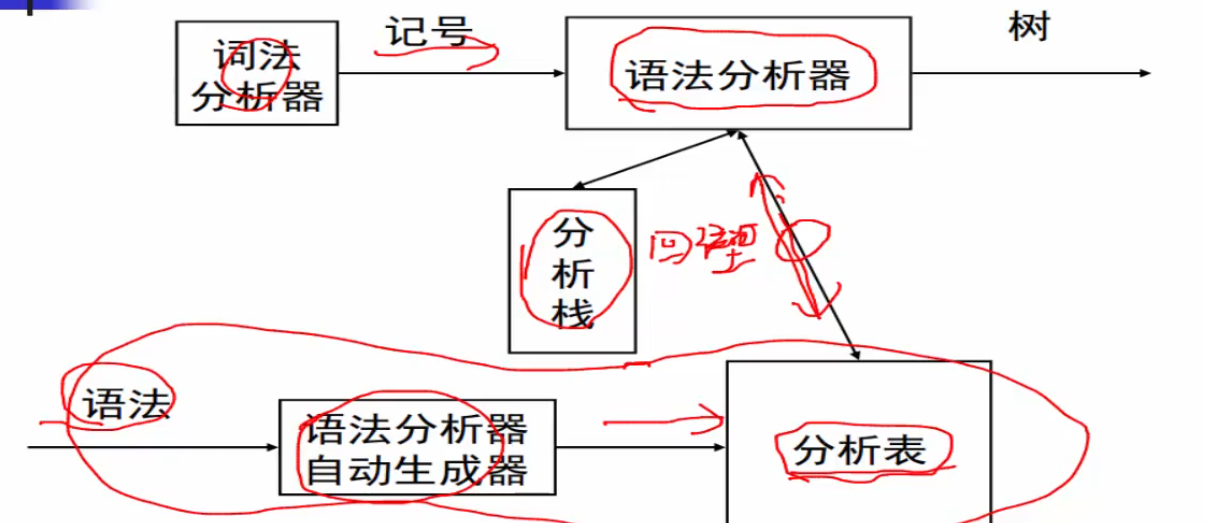 词法
分析器
记号
语法分析器
树
分
析
栈
回
语法
语法分析器
自动生成器
分析表